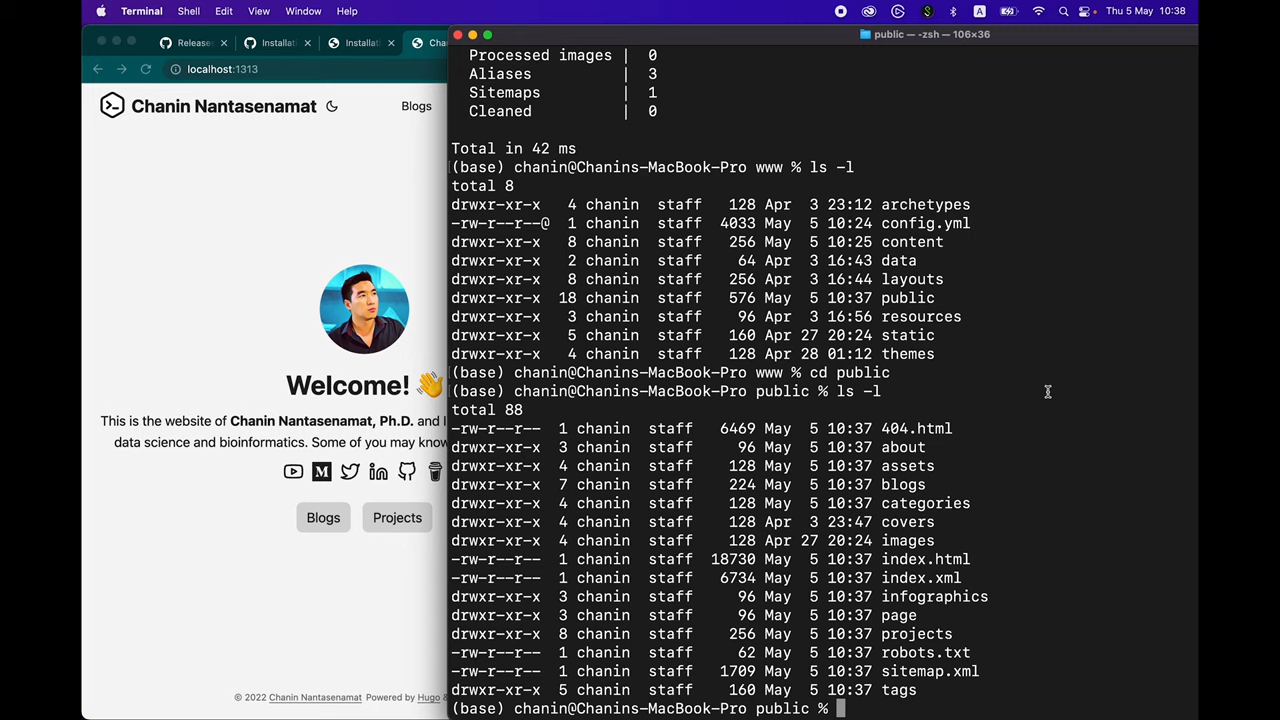 Terminal Shell Edit View Window Help A Thu 5 May 10:38
Release Installati Installati Cha
localhost:1313
Chanin Nantasenamat Blogs
Welcome! 👋
This is the website of Chanin Nantasenamat, Ph.D. and I
data science and bioinformatics. Some of you may know
M
Blogs Projects
© 2022 Chanin Nantasenamat Powered by Hugo &
public — -zsh — 106×36
Processed images | 0
Aliases | 3
Sitemaps | 1
Cleaned | 0
Total in 42 ms
(base) chanin@Chanins-MacBook-Pro www % ls -l
total 8
drwxr-xr-x 4 chanin staff 128 Apr 3 23:12 archetypes
-rw-r--r--@ 1 chanin staff 4033 May 5 10:24 config.yml
drwxr-xr-x 8 chanin staff 256 May 5 10:25 content
drwxr-xr-x 2 chanin staff 64 Apr 3 16:43 data
drwxr-xr-x 8 chanin staff 256 Apr 3 16:44 layouts
drwxr-xr-x 18 chanin staff 576 May 5 10:37 public
drwxr-xr-x 3 chanin staff 96 Apr 3 16:56 resources
drwxr-xr-x 5 chanin staff 160 Apr 27 20:24 static
drwxr-xr-x 4 chanin staff 128 Apr 28 01:12 themes
(base) chanin@Chanins-MacBook-Pro www % cd public
(base) chanin@Chanins-MacBook-Pro public % ls -l
total 88
-rw-r--r-- 1 chanin staff 6469 May 5 10:37 404.html
drwxr-xr-x 3 chanin staff 96 May 5 10:37 about
drwxr-xr-x 4 chanin staff 128 May 5 10:37 assets
drwxr-xr-x 7 chanin staff 224 May 5 10:37 blogs
drwxr-xr-x 4 chanin staff 128 May 5 10:37 categories
drwxr-xr-x 4 chanin staff 128 Apr 3 23:47 covers
drwxr-xr-x 4 chanin staff 128 Apr 27 20:24 images
-rw-r--r-- 1 chanin staff 18730 May 5 10:37 index.html
-rw-r--r-- 1 chanin staff 6734 May 5 10:37 index.xml
drwxr-xr-x 3 chanin staff 96 May 5 10:37 infographics
drwxr-xr-x 3 chanin staff 96 May 5 10:37 page
drwxr-xr-x 8 chanin staff 256 May 5 10:37 projects
-rw-r--r-- 1 chanin staff 62 May 5 10:37 robots.txt
-rw-r--r-- 1 chanin staff 1709 May 5 10:37 sitemap.xml
drwxr-xr-x 5 chanin staff 160 May 5 10:37 tags
(base) chanin@Chanins-MacBook-Pro public %